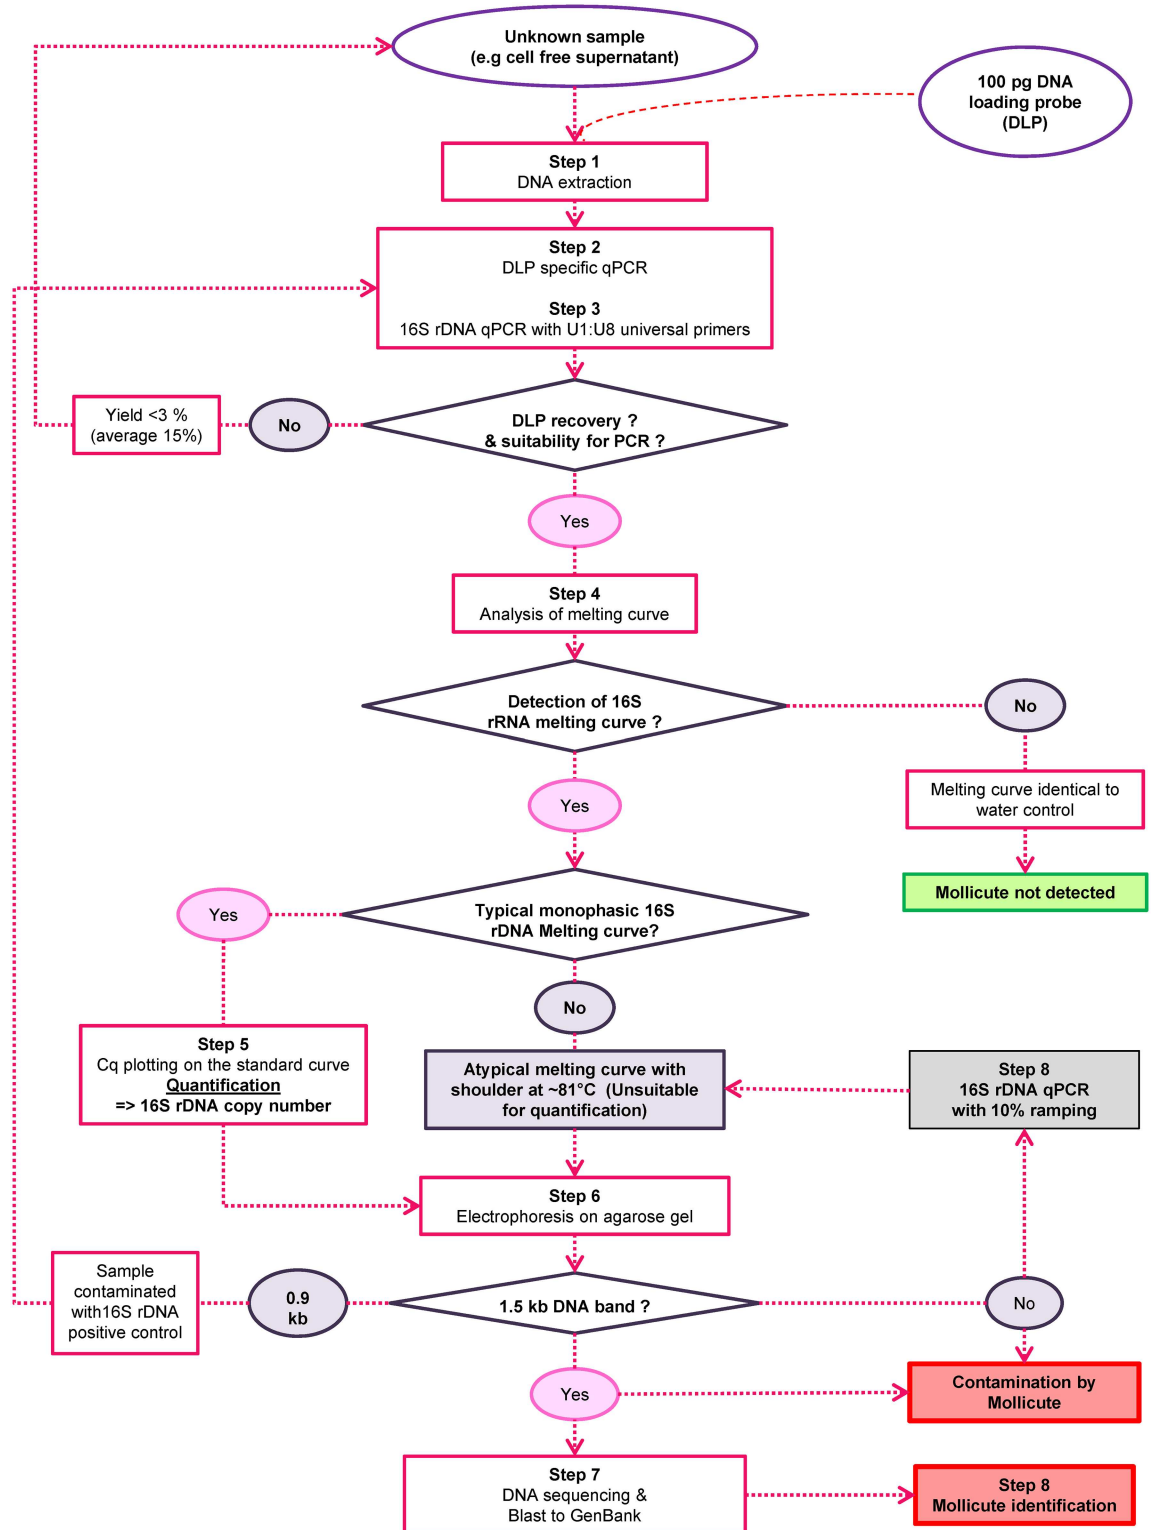 Unknown sample
(e.g cell free supernatant)
100 pg DNA
loading probe
(DLP)
Step 1
DNA extraction
Step 2
DLP specific qPCR
Step 3
16S rDNA qPCR with U1:U8 universal primers
Yield <3 %
(average 15%)
No
DLP recovery ?
& suitability for PCR ?
Yes
Step 4
Analysis of melting curve
Detection of 16S
rRNA melting curve ?
No
Melting curve identical to
water control
Mollicute not detected
Yes
Typical monophasic 16S
rDNA Melting curve?
Yes
No
Step 5
Cq plotting on the standard curve
Quantification
=> 16S rDNA copy number
Atypical melting curve with
shoulder at ~81°C (Unsuitable
for quantification)
Step 8
16S rDNA qPCR
with 10% ramping
Step 6
Electrophoresis on agarose gel
Sample
contaminated
with16S rDNA
positive control
0.9
kb
1.5 kb DNA band ?
No
Yes
Contamination by
Mollicute
Step 7
DNA sequencing &
Blast to GenBank
Step 8
Mollicute identification